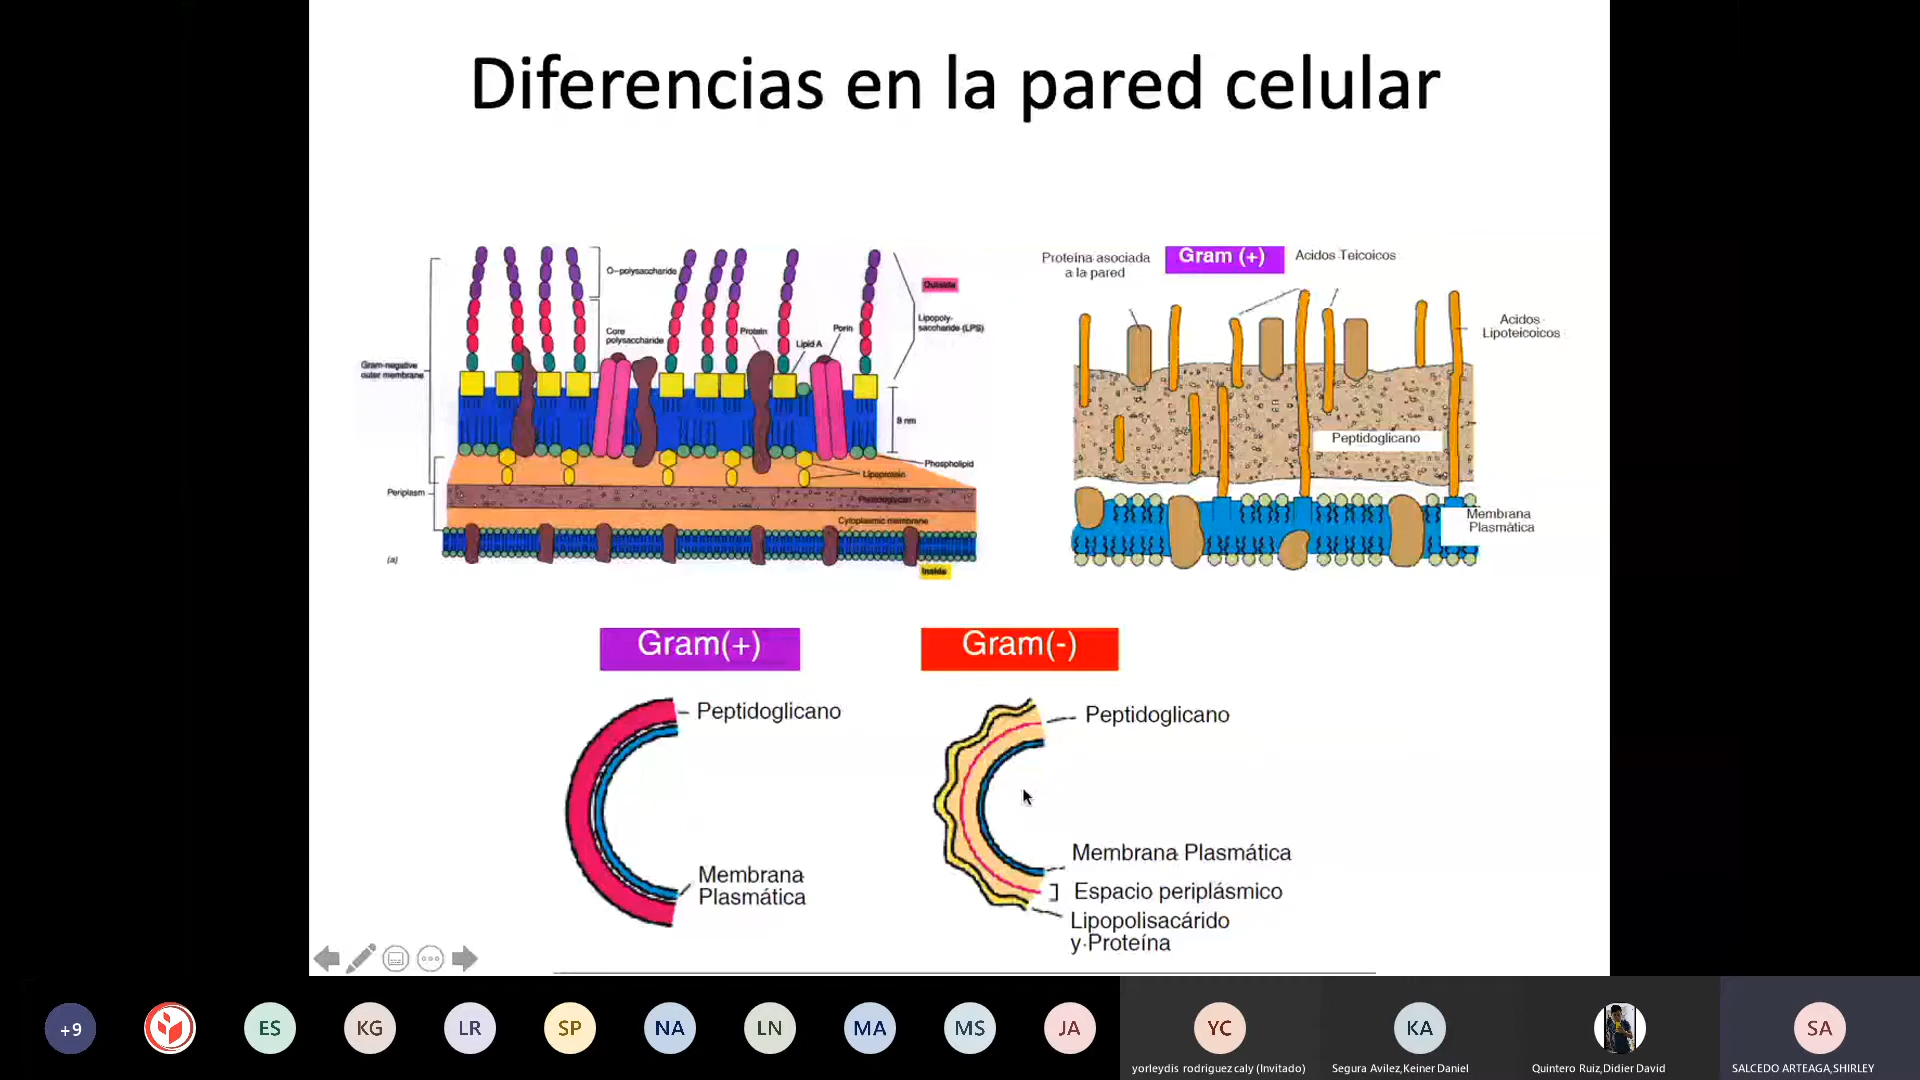 Diferencias en la pared celular
O-polysaccharide
Core
polysaccharide
Protein
Lipid A
Porin
Outside
Lipopoly-
saccharide (LPS)
Gram-negative
outer membrane
8 nm
Phospholipid
Lipoprotein
Periplasm
Peptidoglycan
Cytoplasmic membrane
(a)
Inside
Proteína asociada
a la pared
Gram (+)
Acidos Teicoicos
Acidos
Lipoteicoicos
Peptidoglicano
Membrana
Plasmàtica
Gram(+)
Peptidoglicano
Membrana
Plasmática
Gram(-)
Peptidoglicano
Membrana Plasmática
Espacio periplásmico
Lipopolisacárido
y Proteína
+9
ES
KG
LR
SP
NA
LN
MA
MS
JA
YC
yorleydis rodriguez caly (Invitado)
KA
Segura Avilez,Keiner Daniel
Quintero Ruiz,Didier David
SA
SALCEDO ARTEAGA,SHIRLEY